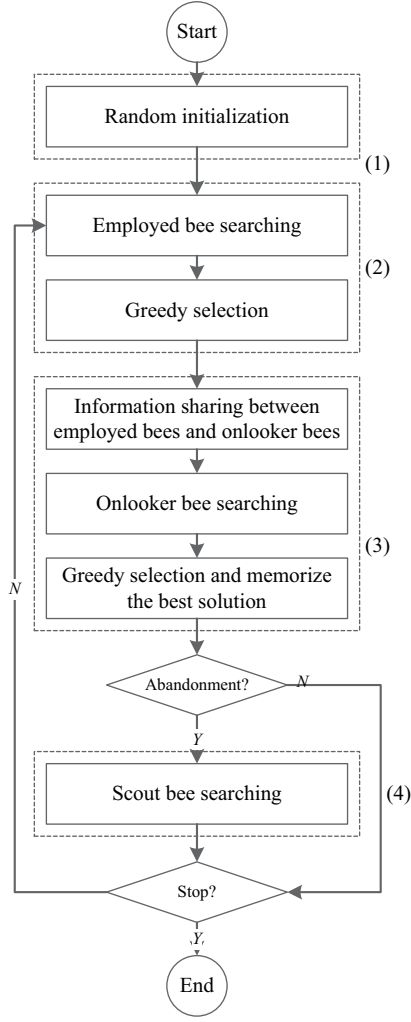 Start
Random initialization
(1)
Employed bee searching
(2)
Greedy selection
Information sharing between
employed bees and onlooker bees
Onlooker bee searching
(3)
Greedy selection and memorize
the best solution
N
Abandonment?
N
Y
Scout bee searching
(4)
Stop?
Y
End